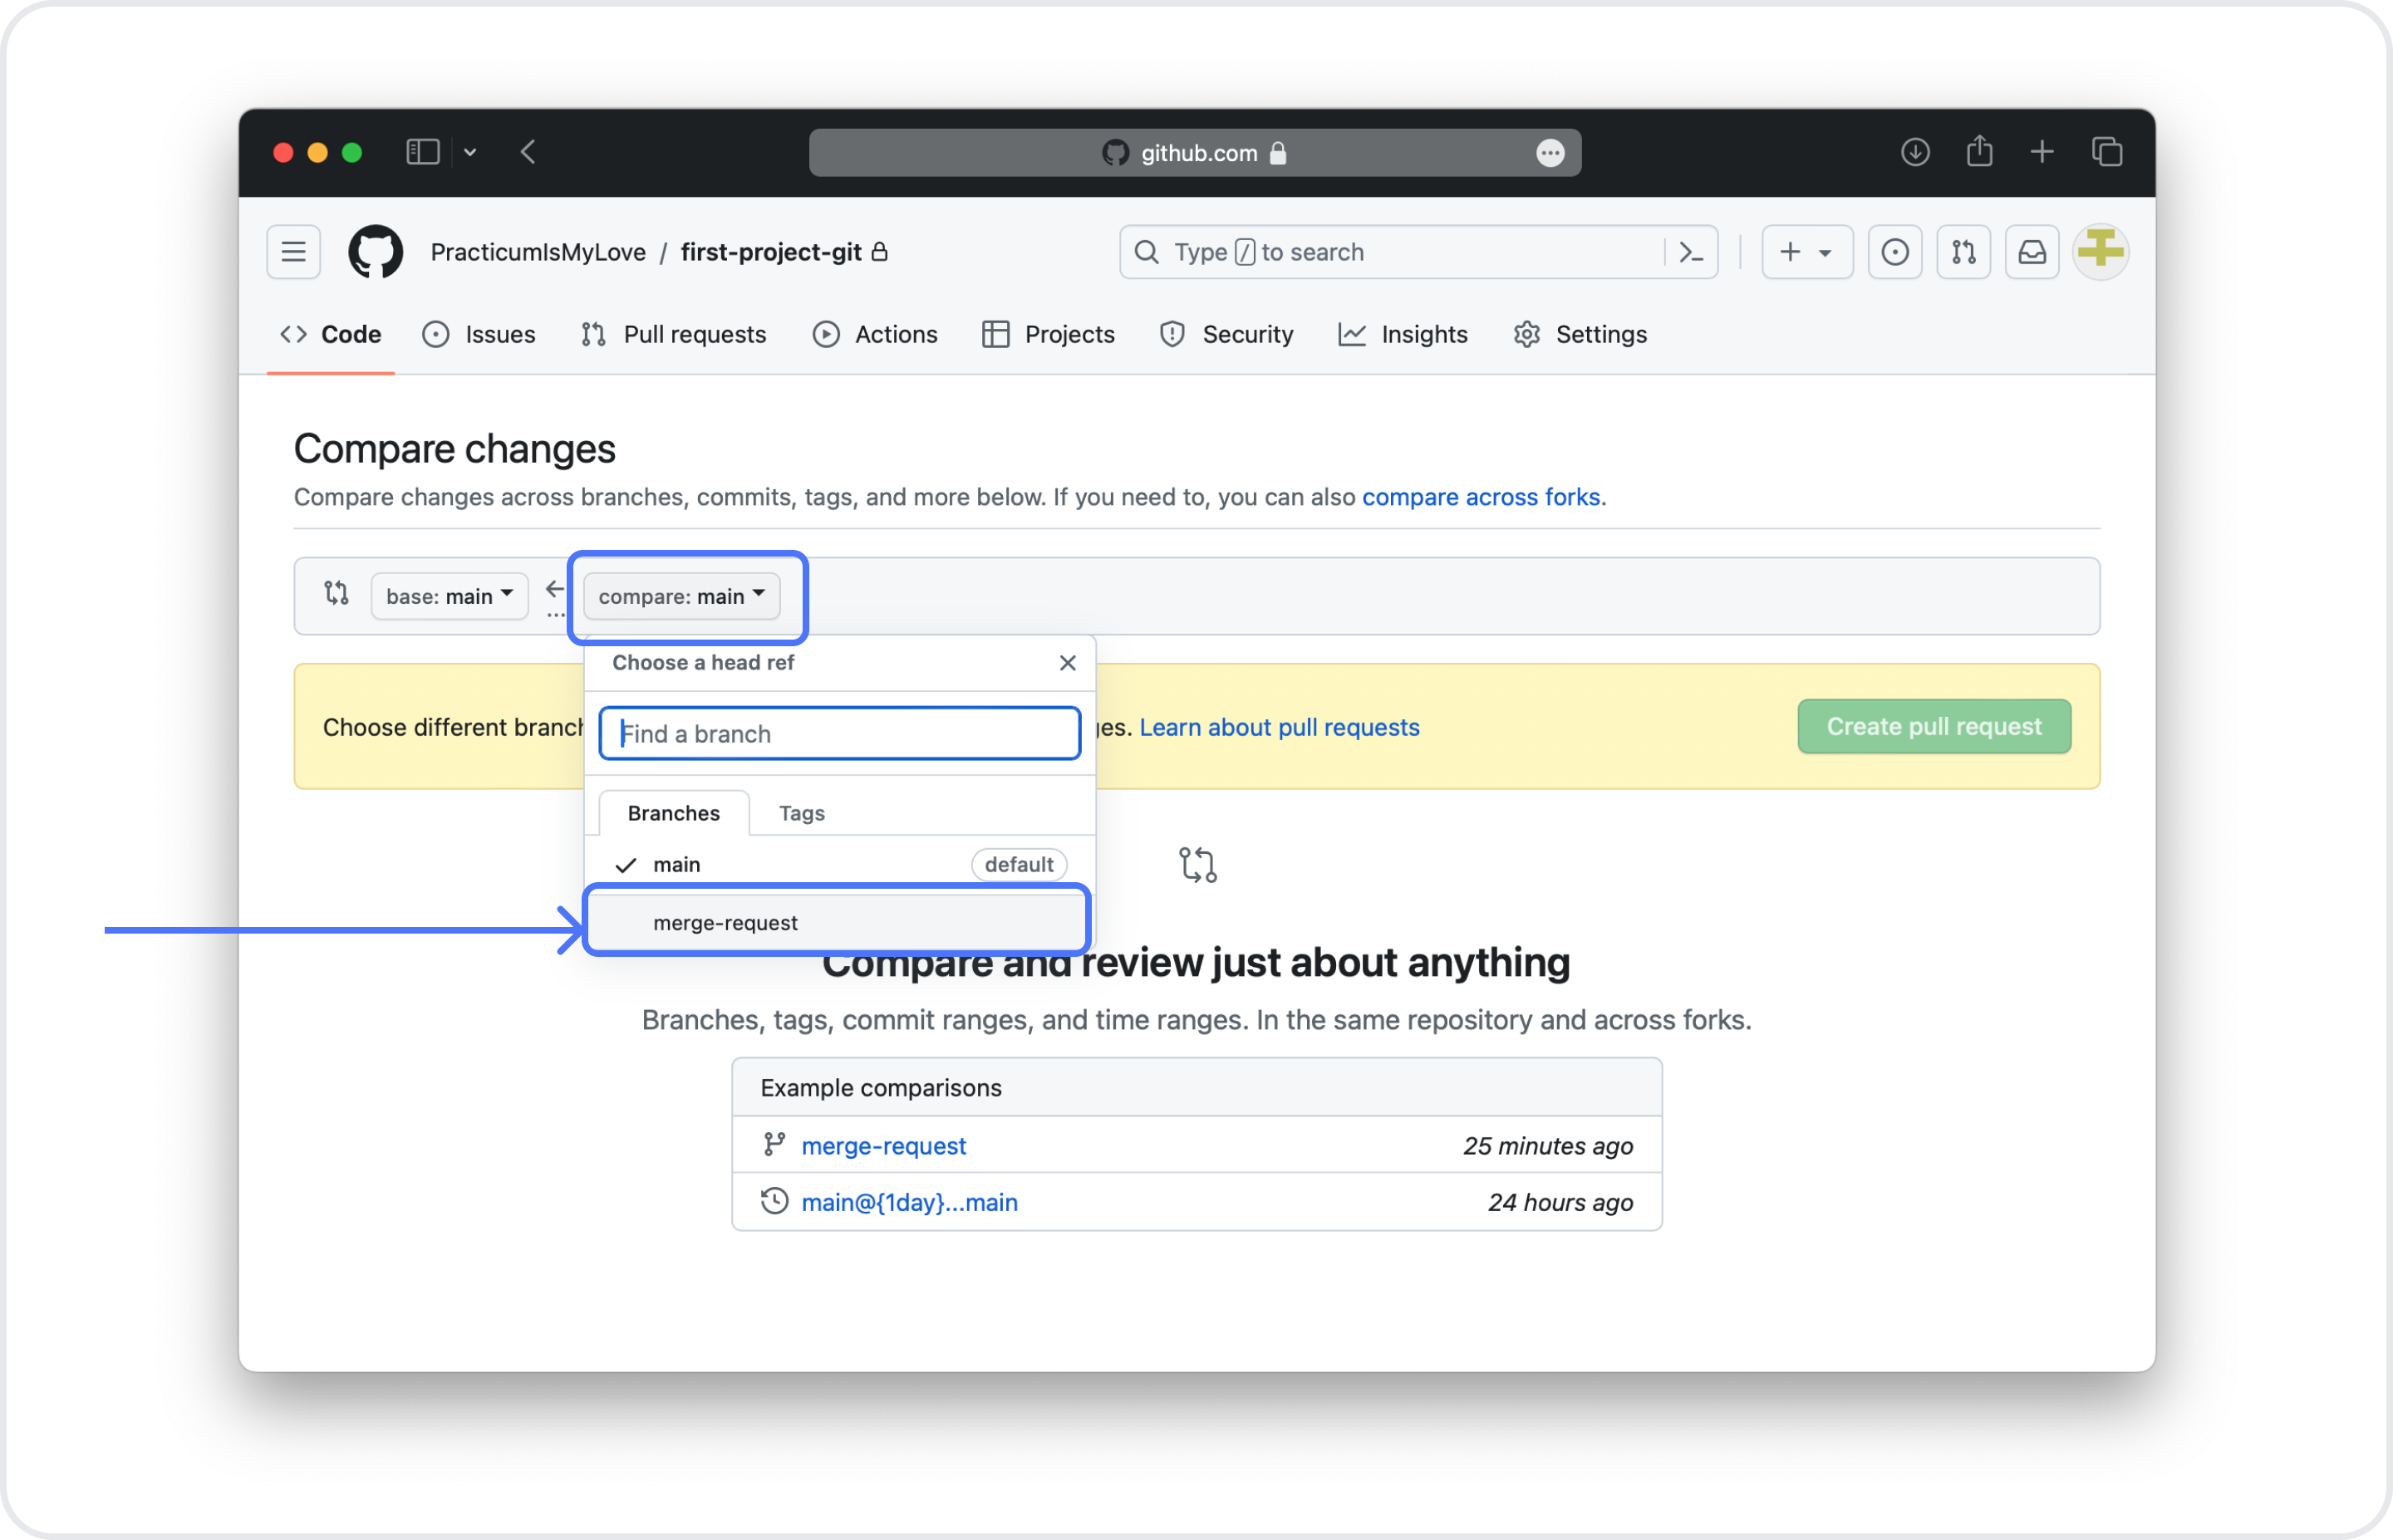 github.com
PracticumIsMyLove / first-project-git
Type / to search
Code Issues Pull requests Actions Projects Security Insights Settings
Compare changes
Compare changes across branches, commits, tags, and more below. If you need to, you can also compare across forks.
base: main
compare: main
Choose a head ref
Choose different
Find a branch
Learn about pull requests
Create pull request
Branches Tags
main default
merge-request
Compare and review just about anything
Branches, tags, commit ranges, and time ranges. In the same repository and across forks.
Example comparisons
merge-request 25 minutes ago
main@{1day}...main 24 hours ago